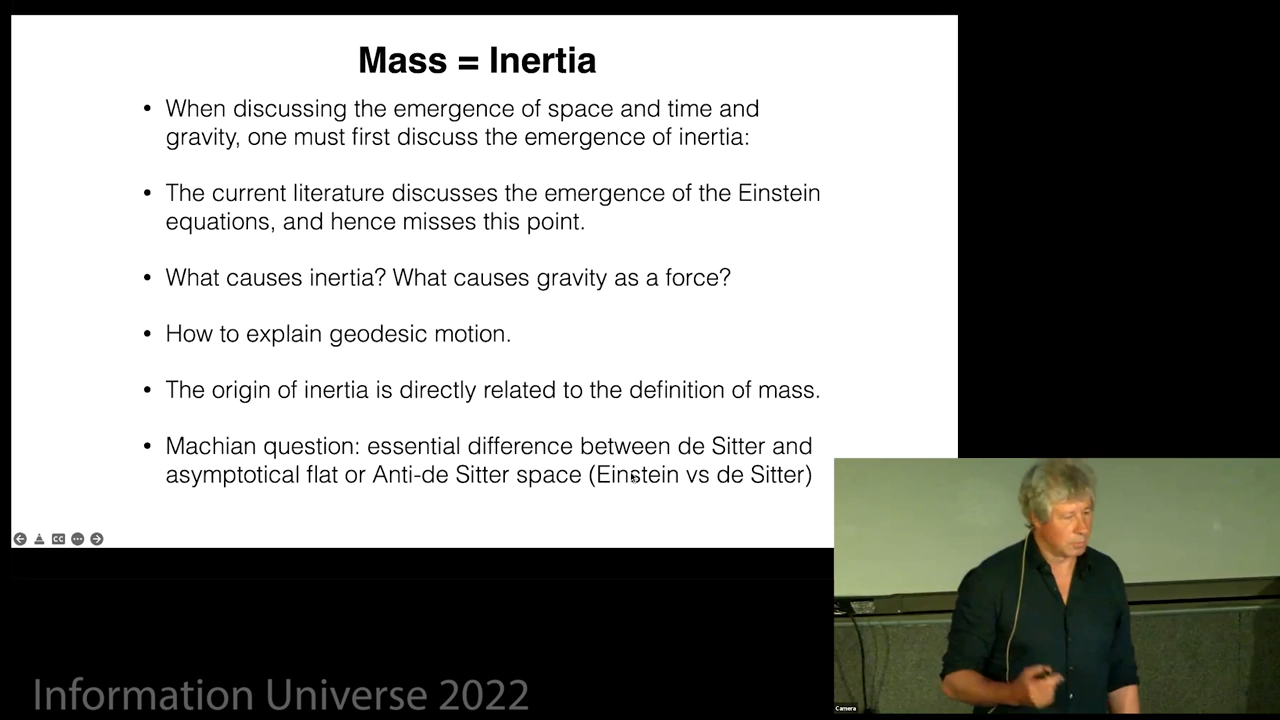 Mass = Inertia
• When discussing the emergence of space and time and
gravity, one must first discuss the emergence of inertia:
• The current literature discusses the emergence of the Einstein
equations, and hence misses this point.
• What causes inertia? What causes gravity as a force?
• How to explain geodesic motion.
• The origin of inertia is directly related to the definition of mass.
• Machian question: essential difference between de Sitter and
asymptotical flat or Anti-de Sitter space (Einstein vs de Sitter)
CC
Camera
Information Universe 2022